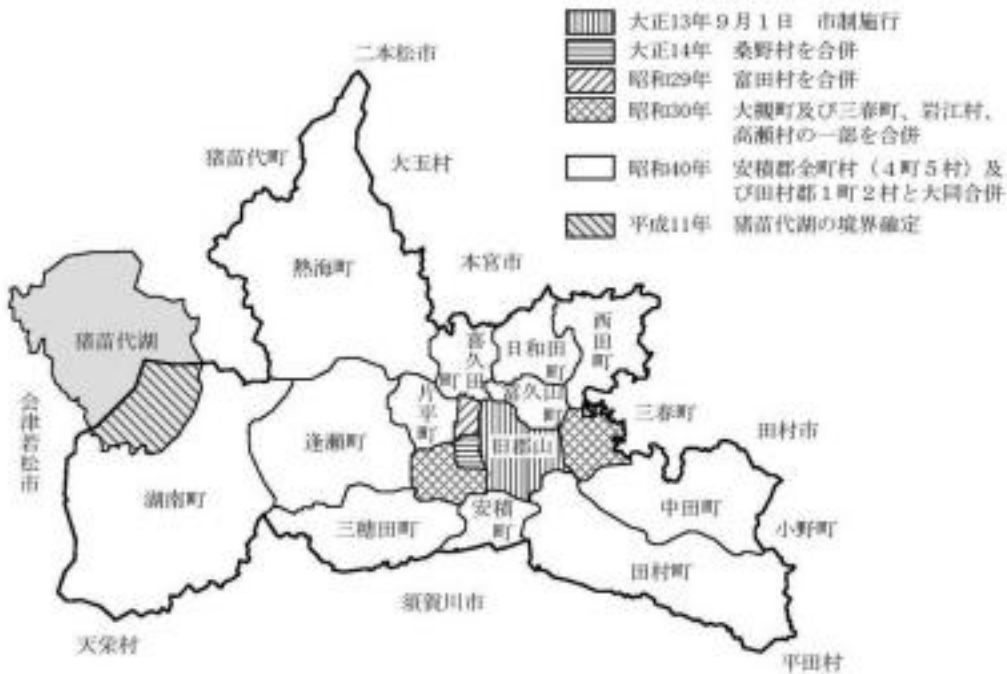 大正13年9月1日 市制施行
大正14年 桑野村を合併
昭和29年 富田村を合併
昭和30年 大槻町及び三春町、岩江村、
高瀬村の一部を合併
昭和40年 安積郡全町村（4町5村）及
び田村郡1町2村と大同合併
平成11年 猪苗代湖の境界確定
二本松市
猪苗代町
大玉村
熱海町
本宮市
猪苗代湖
喜久田町
日和田町
西田町
会津若松市
片平町
富久山町
三春町
田村市
逢瀬町
旧郡山
湖南町
三穂田町
安積町
中田町
小野町
田村町
須賀川市
天栄村
平田村